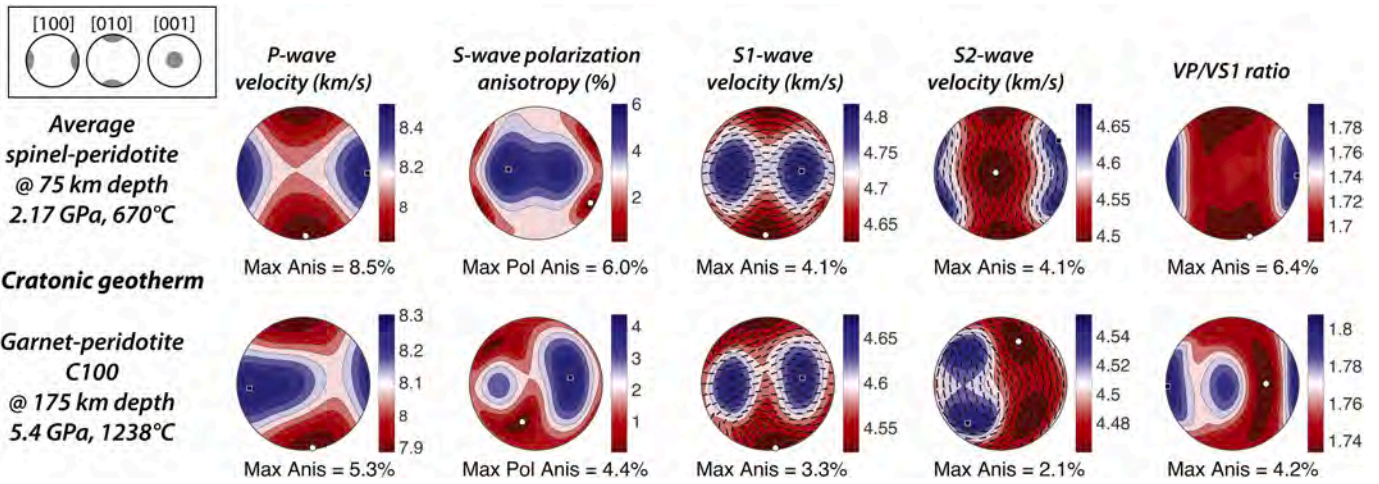 [100] [010] [001]
P-wave
velocity (km/s)
S-wave polarization
anisotropy (%)
S1-wave
velocity (km/s)
S2-wave
velocity (km/s)
VP/VS1 ratio
Average
spinel-peridotite
@ 75 km depth
2.17 GPa, 670°C
8.4
8.2
8
6
4
2
4.8
4.75
4.7
4.65
4.65
4.6
4.55
4.5
1.78
1.76
1.74
1.72
1.7
Max Anis = 8.5%
Max Pol Anis = 6.0%
Max Anis = 4.1%
Max Anis = 4.1%
Max Anis = 6.4%
Cratonic geotherm
Garnet-peridotite
C100
@ 175 km depth
5.4 GPa, 1238°C
8.3
8.2
8.1
8
7.9
4
3
2
1
4.65
4.6
4.55
4.54
4.52
4.5
4.48
1.8
1.78
1.76
1.74
Max Anis = 5.3%
Max Pol Anis = 4.4%
Max Anis = 3.3%
Max Anis = 2.1%
Max Anis = 4.2%